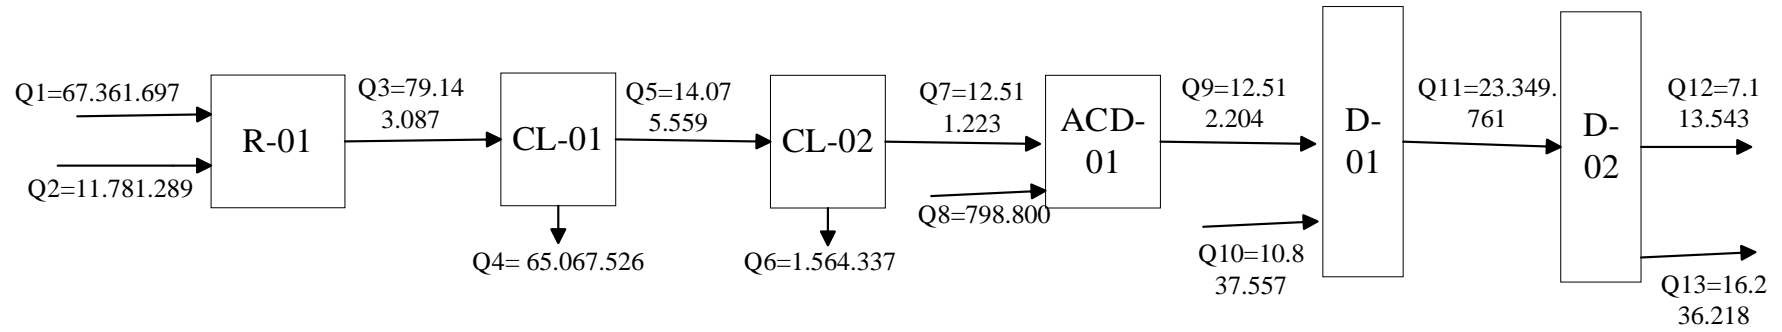 Q1=67.361.697
Q2=11.781.289
R-01
Q3=79.14
3.087
CL-01
Q4= 65.067.526
Q5=14.07
5.559
CL-02
Q6=1.564.337
Q7=12.51
1.223
Q8=798.800
ACD-
01
Q9=12.51
2.204
Q10=10.8
37.557
D-
01
Q11=23.349.
761
D-
02
Q12=7.1
13.543
Q13=16.2
36.218